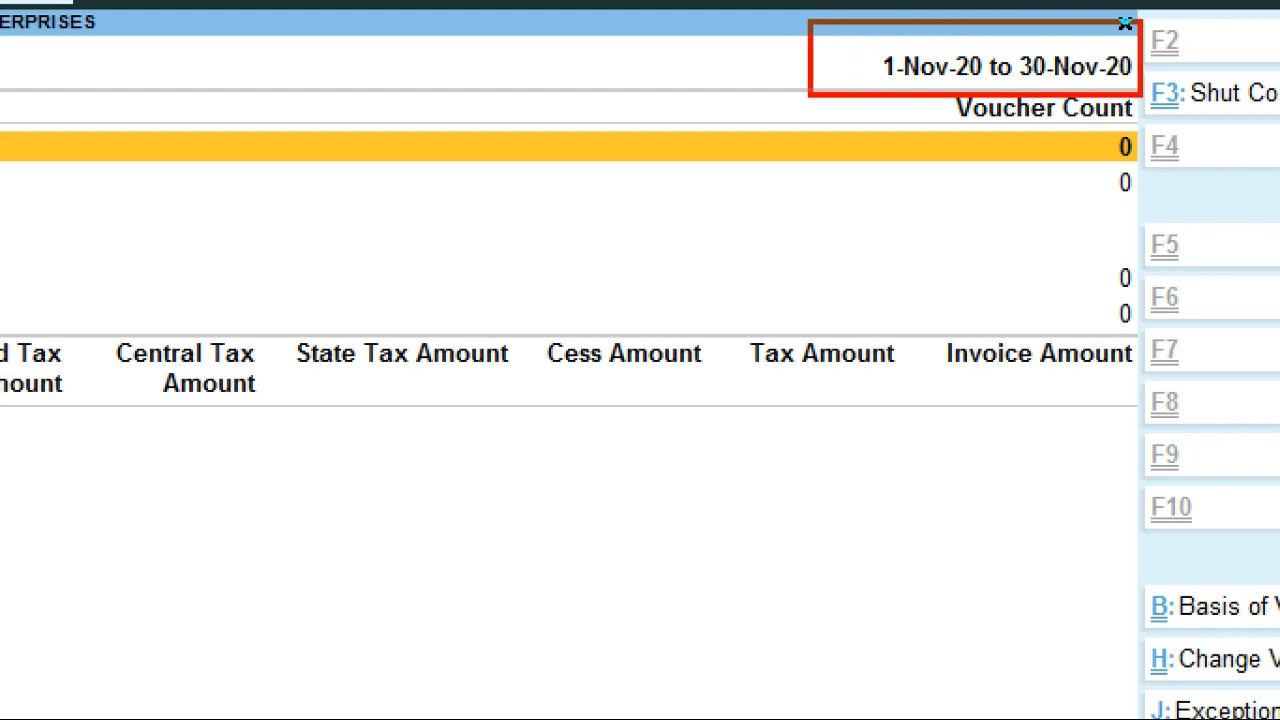 ERPRISES
1-Nov-20 to 30-Nov-20
Voucher Count
0
0
0
0
d Tax Central Tax State Tax Amount Cess Amount Tax Amount Invoice Amount
nount Amount
F2
F3: Shut Co
F4
F5
F6
F7
F8
F9
F10
B: Basis of V
H: Change V
J: Exception